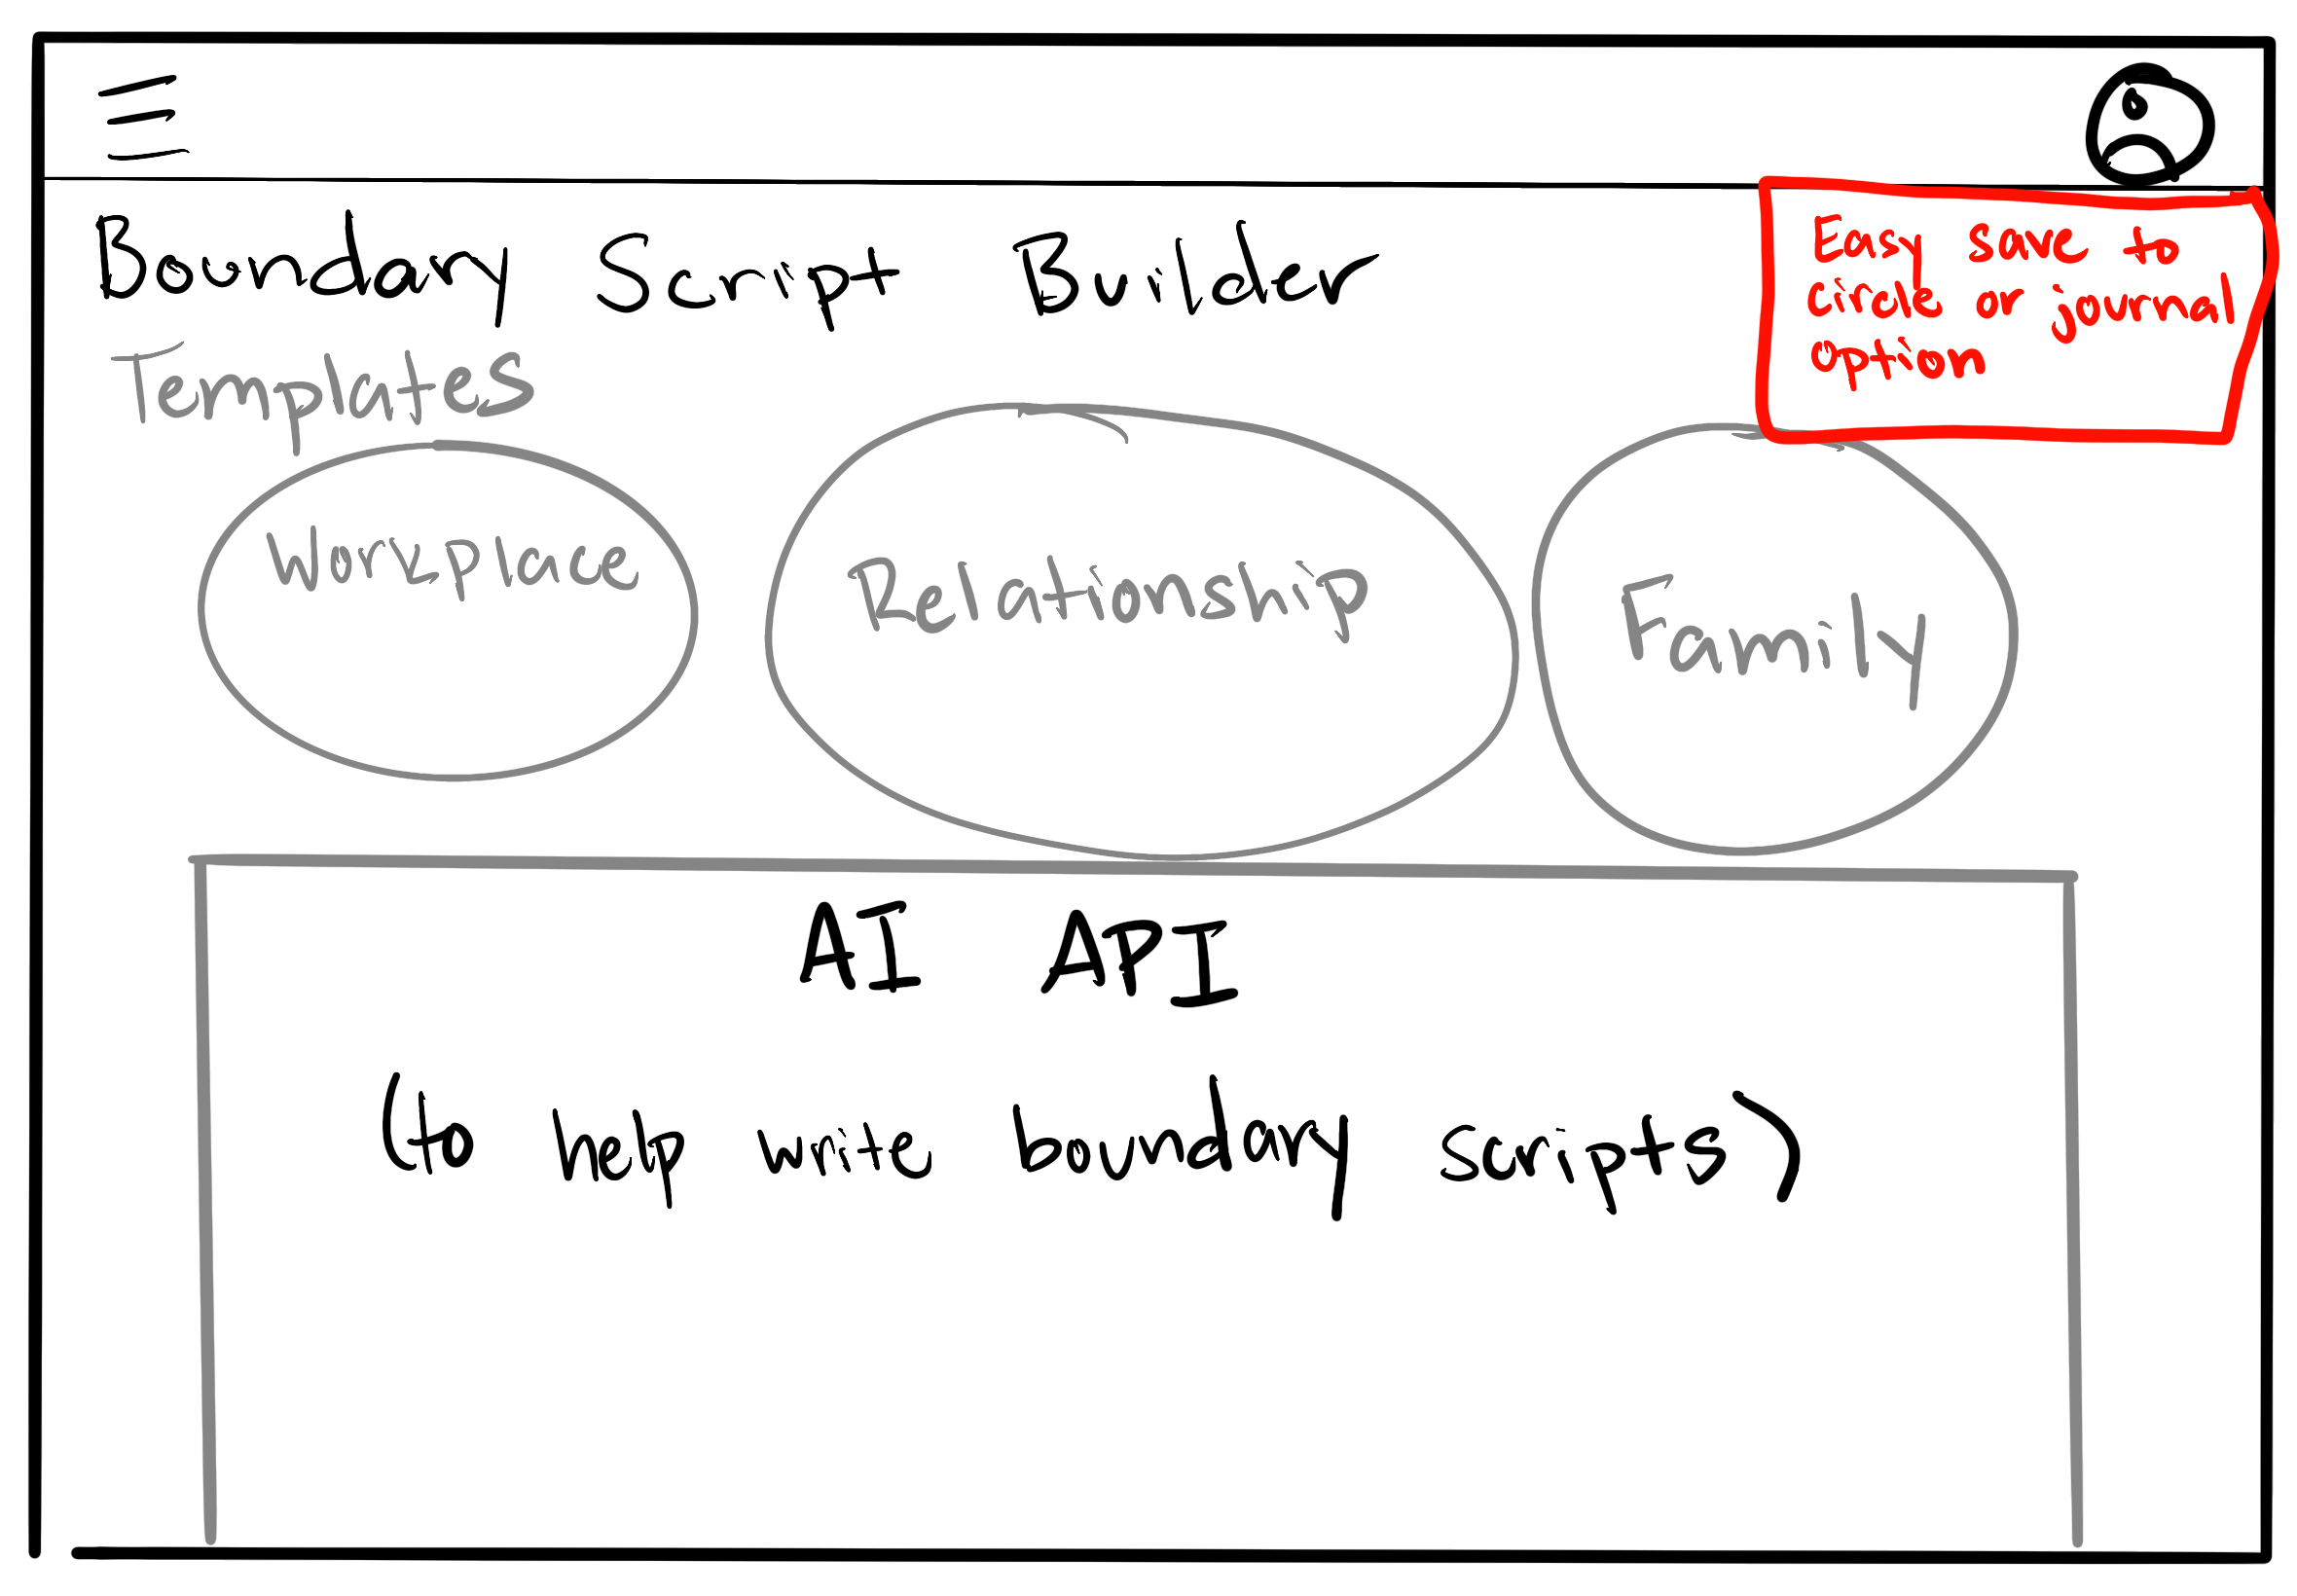 Boundary Script Builder
Easy save to
circle or journal
option
Templates
Workplace
Relationship
Family
AI API
(to help write boundary scripts)